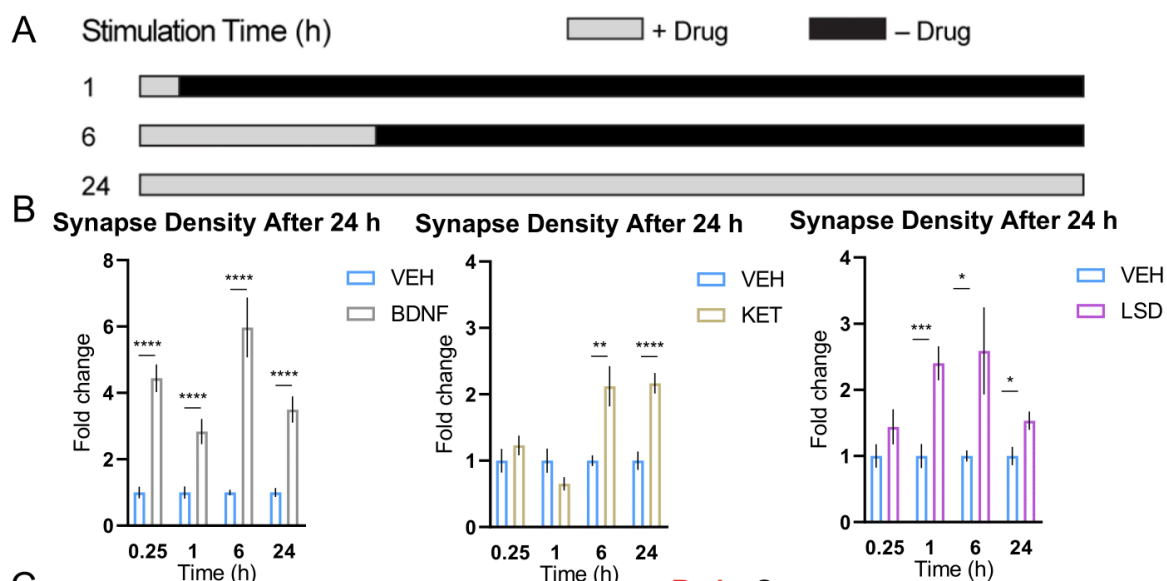 A Stimulation Time (h) + Drug – Drug
1
6
24
B
Synapse Density After 24 h
8
6
4
2
0
Fold change
**** **** **** ****
VEH
BDNF
0.25 1 6 24
Time (h)
Synapse Density After 24 h
4
3
2
1
0
Fold change
** ****
VEH
KET
0.25 1 6 24
Time (h)
Synapse Density After 24 h
4
3
2
1
0
Fold change
*** * *
VEH
LSD
0.25 1 6 24
Time (h)